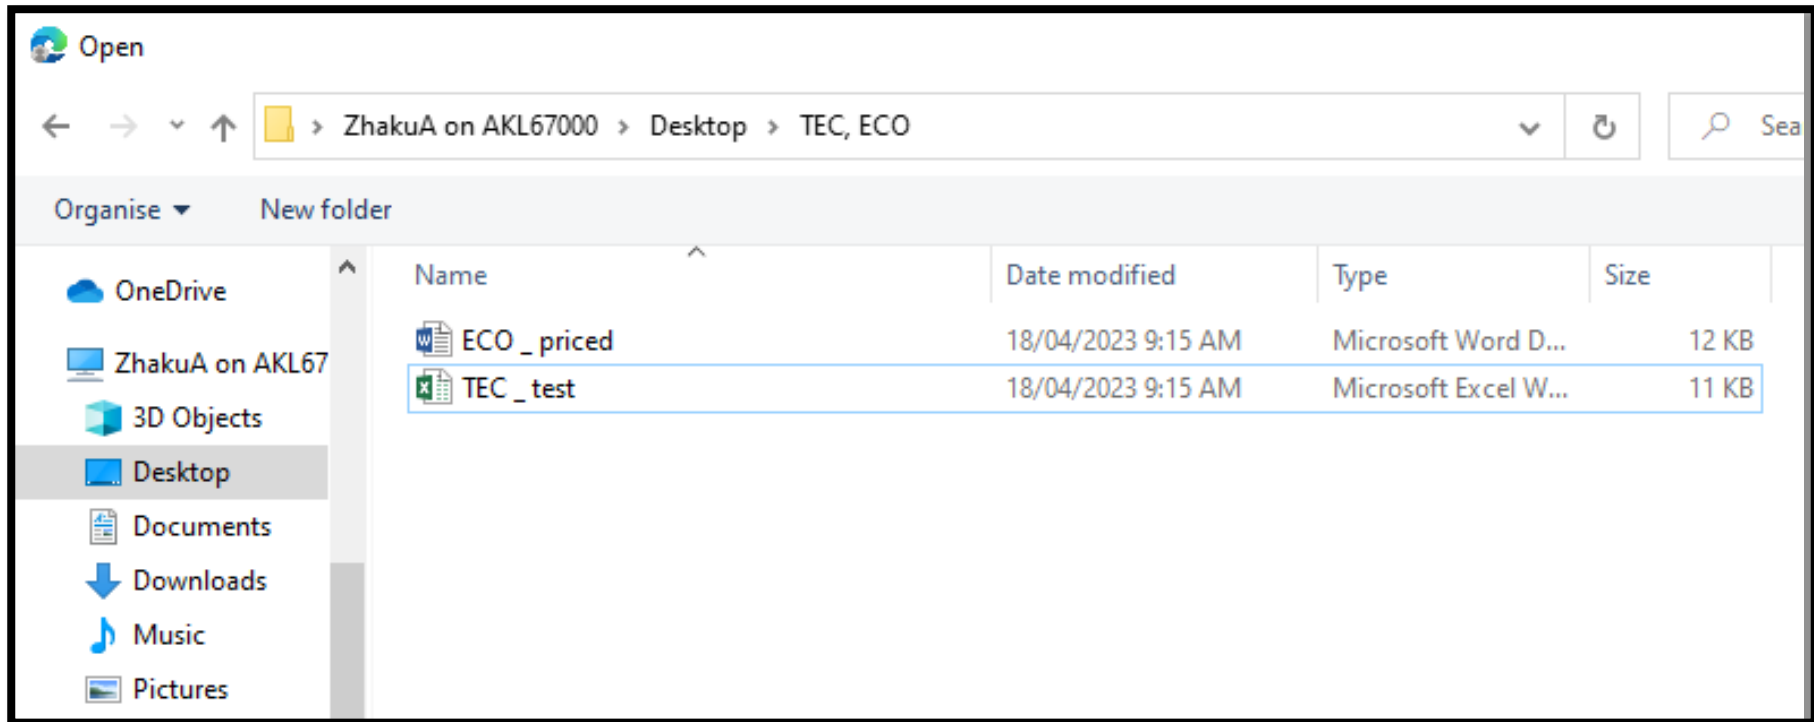 Open
ZhakuA on AKL67000 > Desktop > TEC, ECO
Sea
Organise
New folder
OneDrive
ZhakuA on AKL67
3D Objects
Desktop
Documents
Downloads
Music
Pictures
Name Date modified Type Size
ECO _ priced 18/04/2023 9:15 AM Microsoft Word D... 12 KB
TEC _ test 18/04/2023 9:15 AM Microsoft Excel W... 11 KB